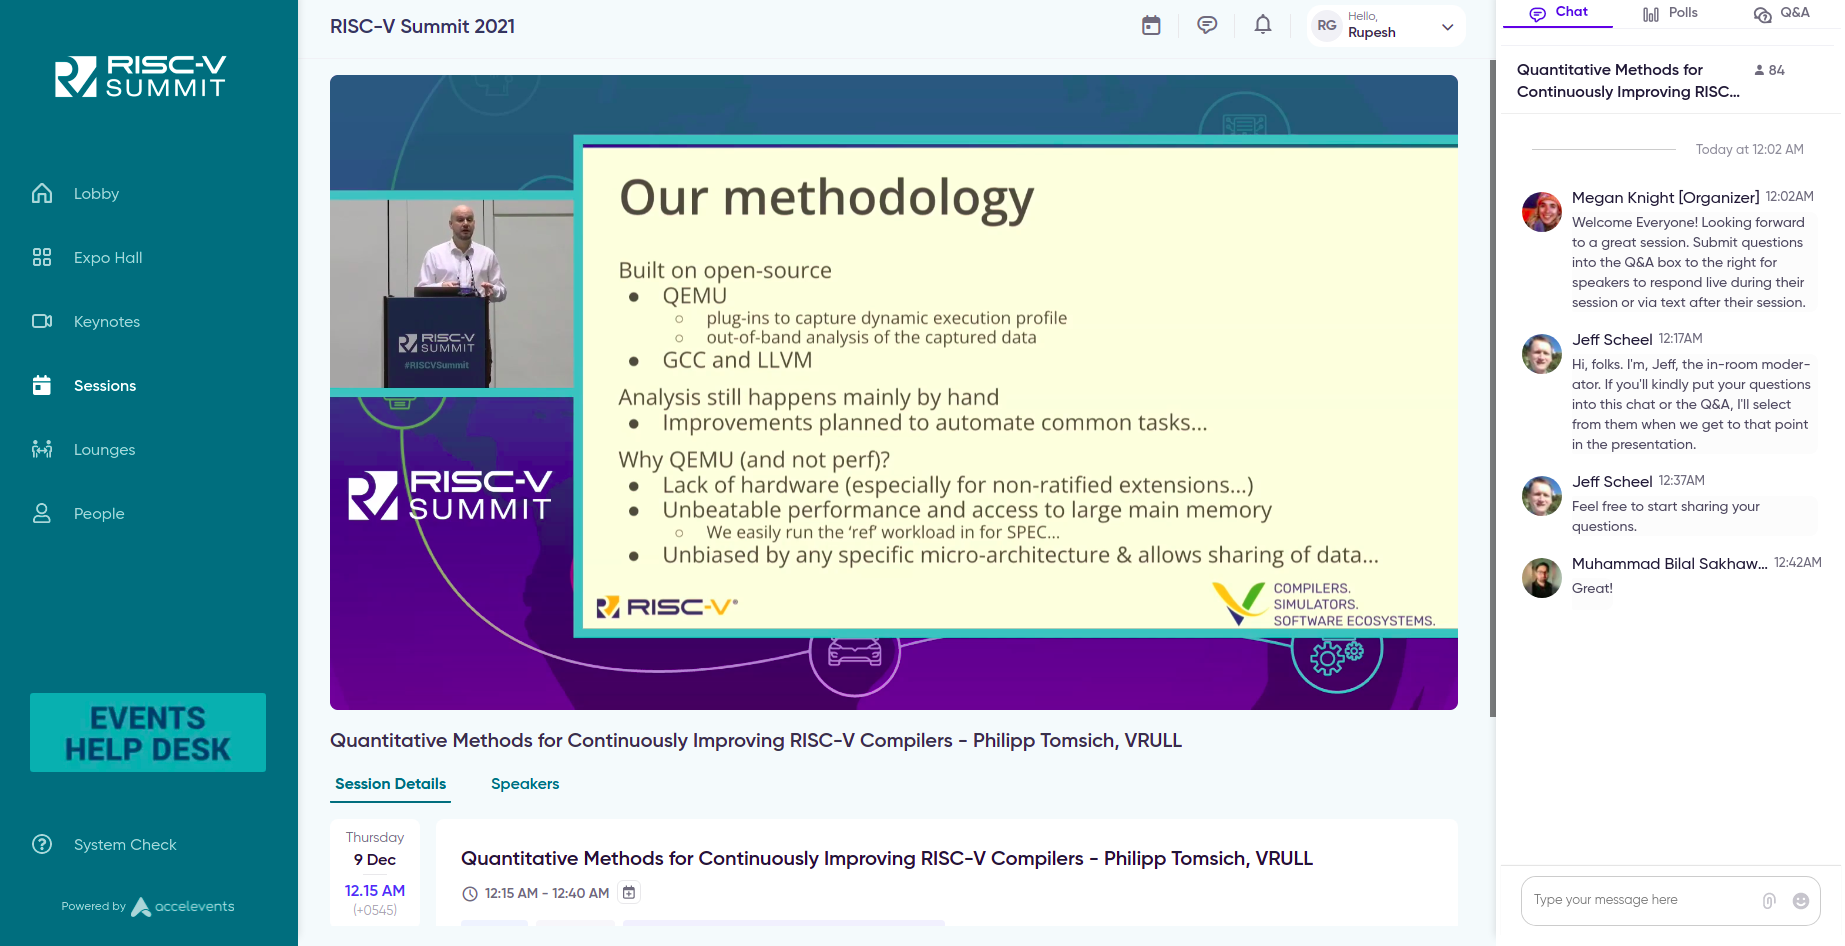 RISC-V
SUMMIT
Lobby
Expo Hall
Keynotes
Sessions
Lounges
People
EVENTS
HELP DESK
System Check
Powered by accelevents
RISC-V Summit 2021
RG
Hello,
Rupesh
Our methodology
Built on open-source
● QEMU
○ plug-ins to capture dynamic execution profile
○ out-of-band analysis of the captured data
● GCC and LLVM
Analysis still happens mainly by hand
● Improvements planned to automate common tasks...
Why QEMU (and not perf)?
● Lack of hardware (especially for non-ratified extensions...)
● Unbeatable performance and access to large main memory
○ We easily run the ‘ref’ workload in for SPEC...
● Unbiased by any specific micro-architecture & allows sharing of data...
RISC-V®
COMPILERS.
SIMULATORS.
SOFTWARE ECOSYSTEMS.
RISC-V
SUMMIT
#RISCVSummit
RISC-V
SUMMIT
Quantitative Methods for Continuously Improving RISC-V Compilers - Philipp Tomsich, VRULL
Session Details
Speakers
Thursday
9 Dec
12.15 AM
(+0545)
Quantitative Methods for Continuously Improving RISC-V Compilers - Philipp Tomsich, VRULL
12:15 AM - 12:40 AM
Chat
Polls
Q&A
Quantitative Methods for
Continuously Improving RISC...
84
Today at 12:02 AM
Megan Knight [Organizer] 12:02AM
Welcome Everyone! Looking forward
to a great session. Submit questions
into the Q&A box to the right for
speakers to respond live during their
session or via text after their session.
Jeff Scheel 12:17AM
Hi, folks. I'm, Jeff, the in-room moder-
ator. If you'll kindly put your questions
into this chat or the Q&A, I'll select
from them when we get to that point
in the presentation.
Jeff Scheel 12:37AM
Feel free to start sharing your
questions.
Muhammad Bilal Sakhaw... 12:42AM
Great!
Type your message here